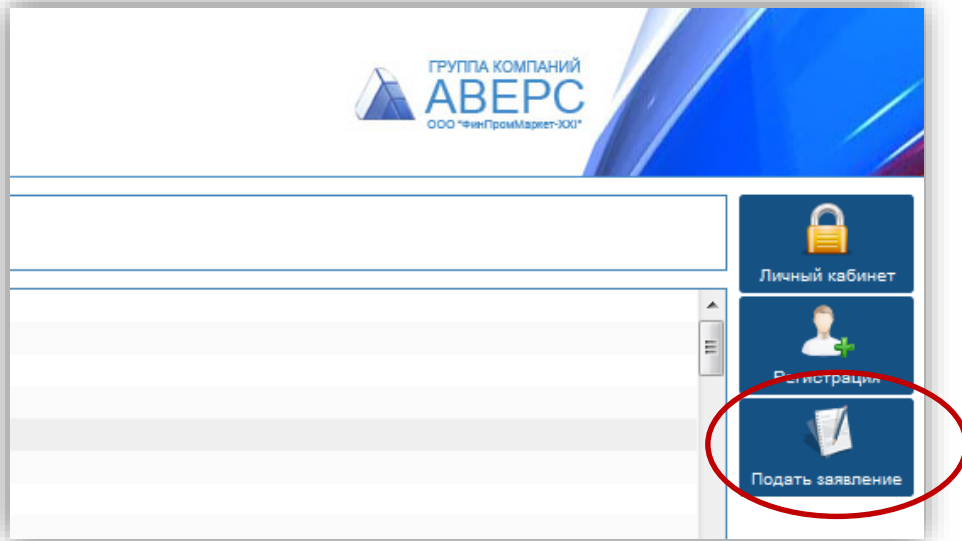 ГРУППА КОМПАНИЙ
АВЕРС
ООО "ФинПромМаркет-XXI"
Личный кабинет
Регистрация
Подать заявление